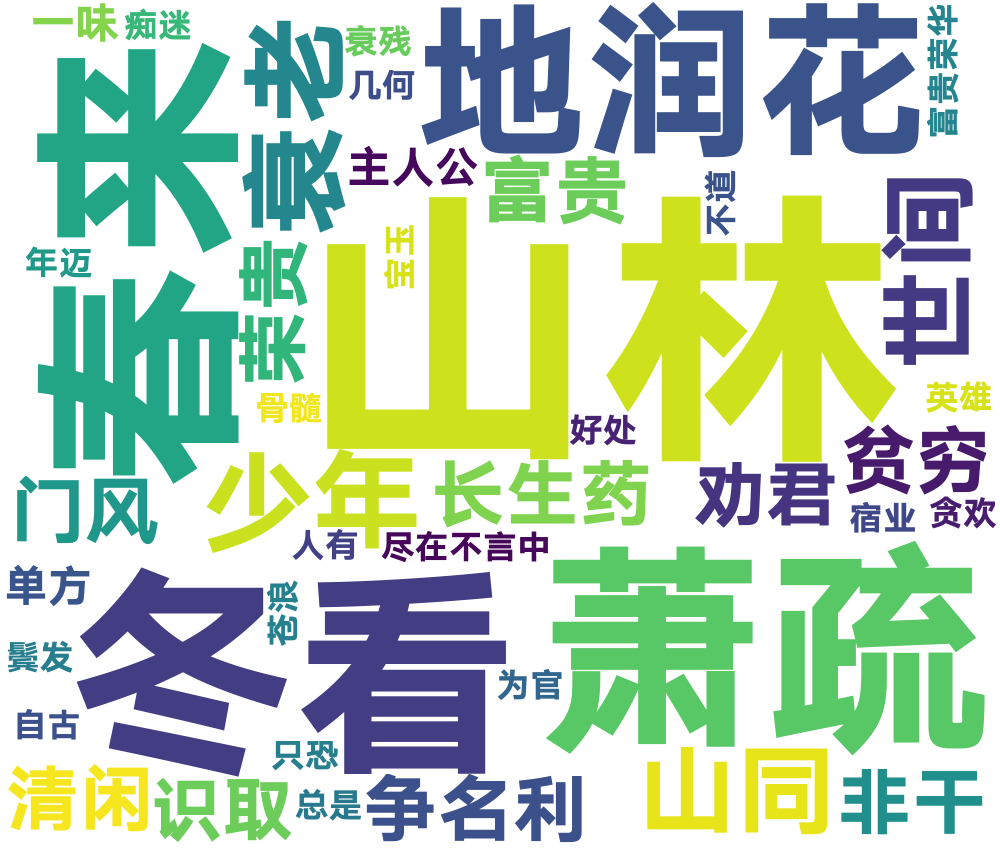 一味
痴迷
衰残
几何
地润花
富贵荣华
来
衰老
主人公
富贵
不道
世间
年迈
春
荣贵
宝玉
山林
骨髓
英雄
好处
贫穷
门风
少年
长生药
劝君
宿业
贪欢
人有
尽在不言中
单方
冬看
苍浪
萧疏
鬓发
为官
自古
只恐
清闲
识取
总是
争名利
山同
非干